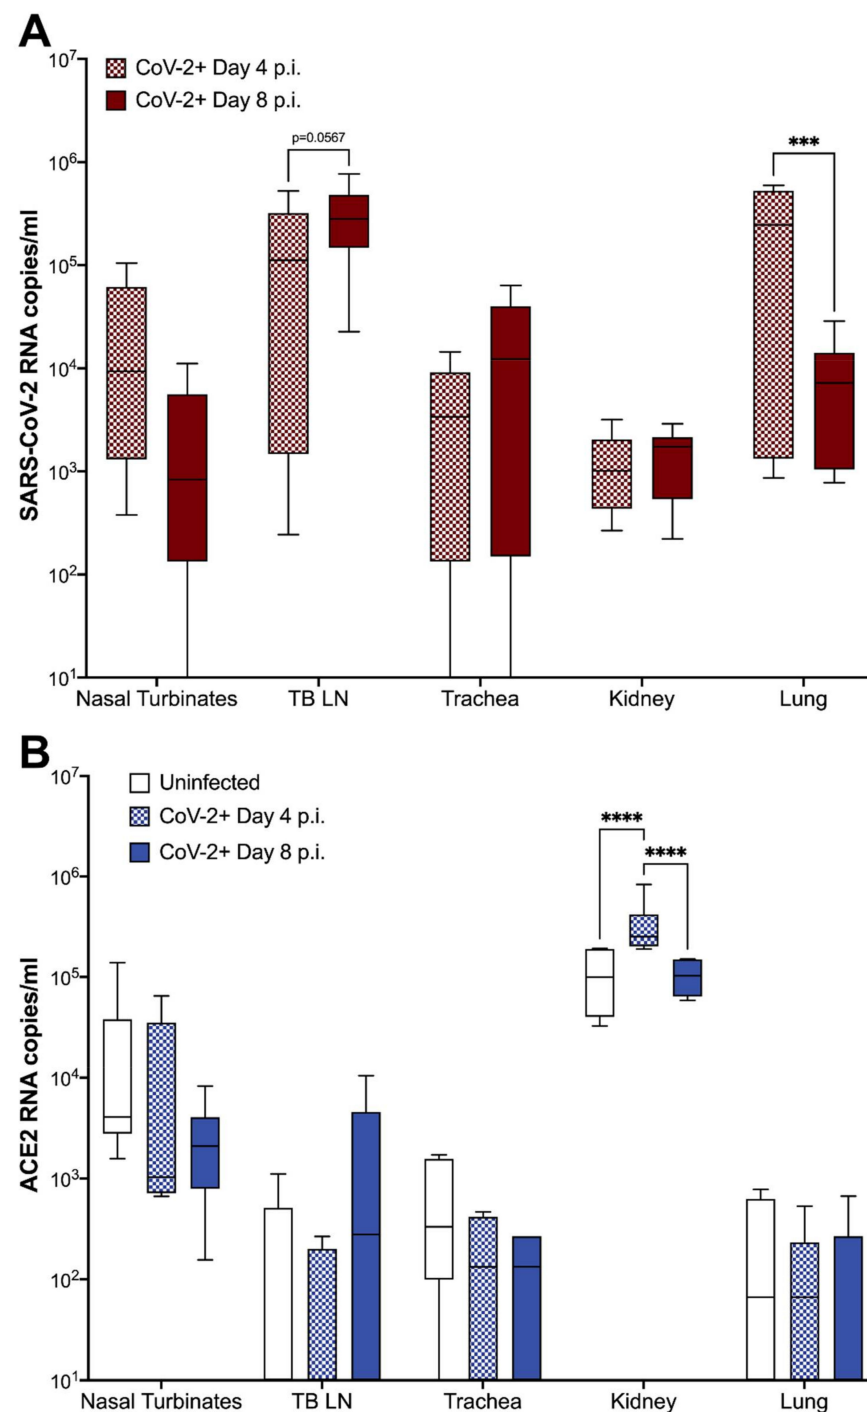 A
CoV-2+ Day 4 p.i.
CoV-2+ Day 8 p.i.
SARS-CoV-2 RNA copies/ml
10⁷
10⁶
10⁵
10⁴
10³
10²
10¹
p=0.0567
***
Nasal Turbinates TB LN Trachea Kidney Lung
B
Uninfected
CoV-2+ Day 4 p.i.
CoV-2+ Day 8 p.i.
ACE2 RNA copies/ml
10⁷
10⁶
10⁵
10⁴
10³
10²
10¹
****
****
Nasal Turbinates TB LN Trachea Kidney Lung